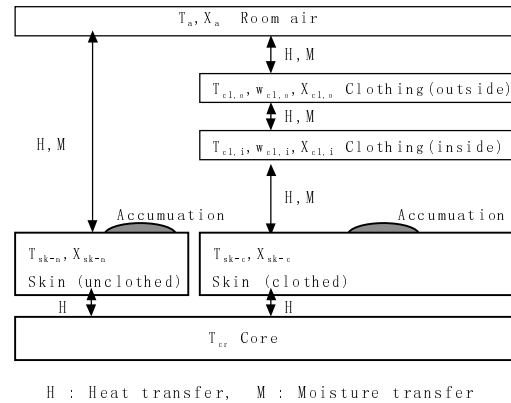 Ta, Xa Room air
H, M
Tcl,o, wcl,o, Xcl,o Clothing(outside)
H, M
Tcl,i, wcl,i, Xcl,i Clothing(inside)
H, M
H, M
Accumuation
Accumuation
Tsk-n, Xsk-n
Skin (unclothed)
Tsk-c, Xsk-c
Skin (clothed)
H
H
Tcr Core
H : Heat transfer, M : Moisture transfer